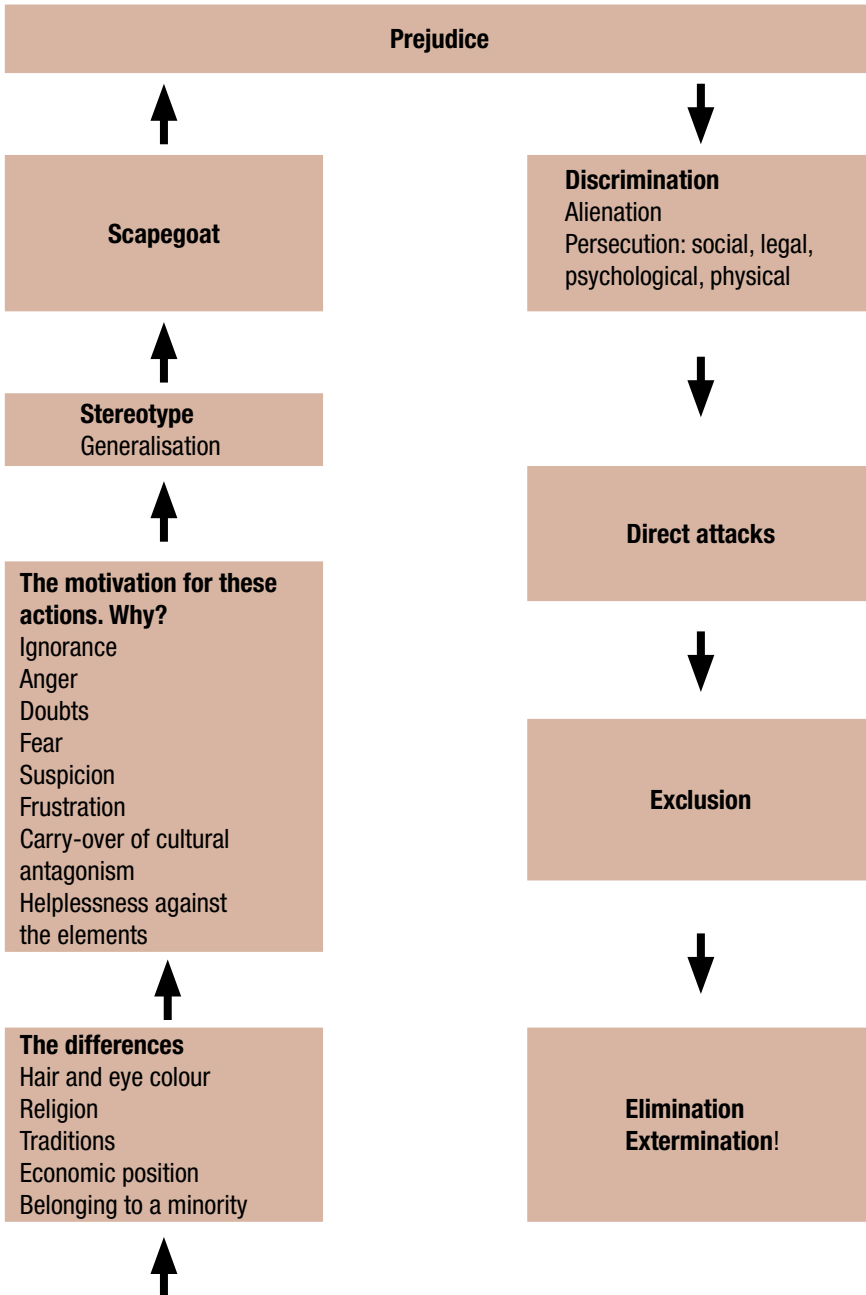 Prejudice
Scapegoat
Stereotype
Generalisation
The motivation for these
actions. Why?
Ignorance
Anger
Doubts
Fear
Suspicion
Frustration
Carry-over of cultural
antagonism
Helplessness against
the elements
The differences
Hair and eye colour
Religion
Traditions
Economic position
Belonging to a minority
Discrimination
Alienation
Persecution: social, legal,
psychological, physical
Direct attacks
Exclusion
Elimination
Extermination!